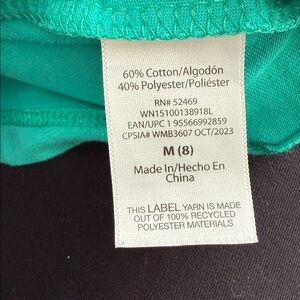 60% Cotton/Algodón
40% Polyester/Poliéster
RN# 52469
WN15100138918L
EAN/UPC 1 95566992859
CPSIA# WMB3607 OCT/2023
M (8)
Made In/Hecho En
China
THIS LABEL YARN IS MADE
OUT OF 100% RECYCLED
POLYESTER MATERIALS